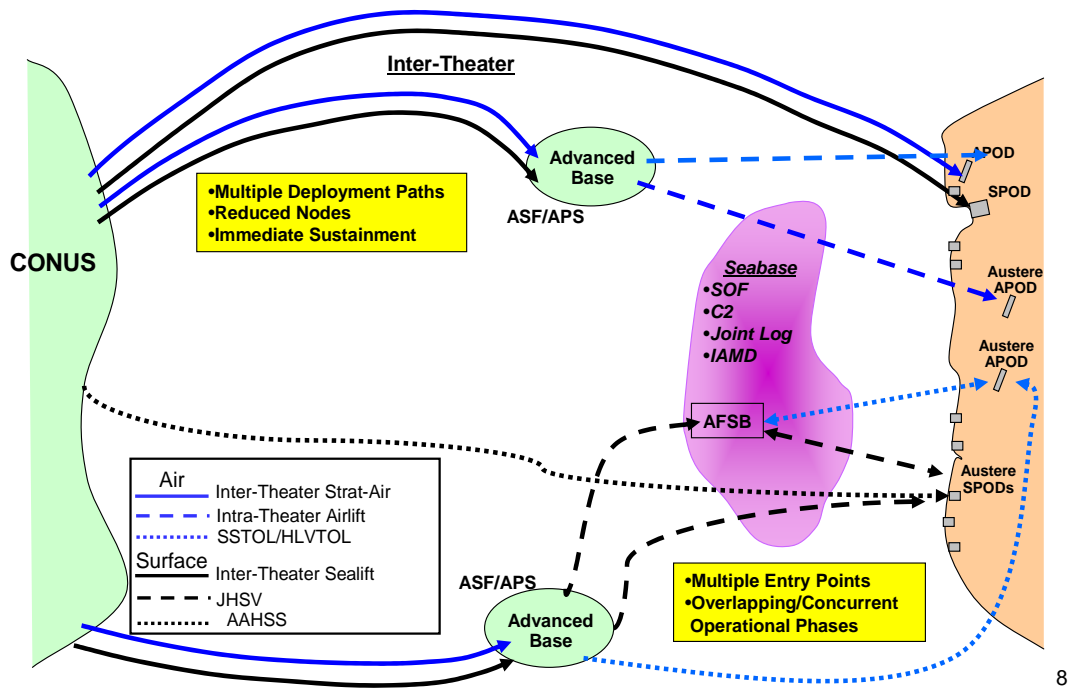 Inter-Theater
Advanced
Base
ASF/APS
APOD
SPOD
•Multiple Deployment Paths
•Reduced Nodes
•Immediate Sustainment
CONUS
Seabase
•SOF
•C2
•Joint Log
•IAMD
Austere
APOD
Austere
APOD
AFSB
Austere
SPODs
Air
Inter-Theater Strat-Air
Intra-Theater Airlift
SSTOL/HLVTOL
Surface
Inter-Theater Sealift
JHSV
AAHSS
ASF/APS
Advanced
Base
•Multiple Entry Points
•Overlapping/Concurrent
Operational Phases
8